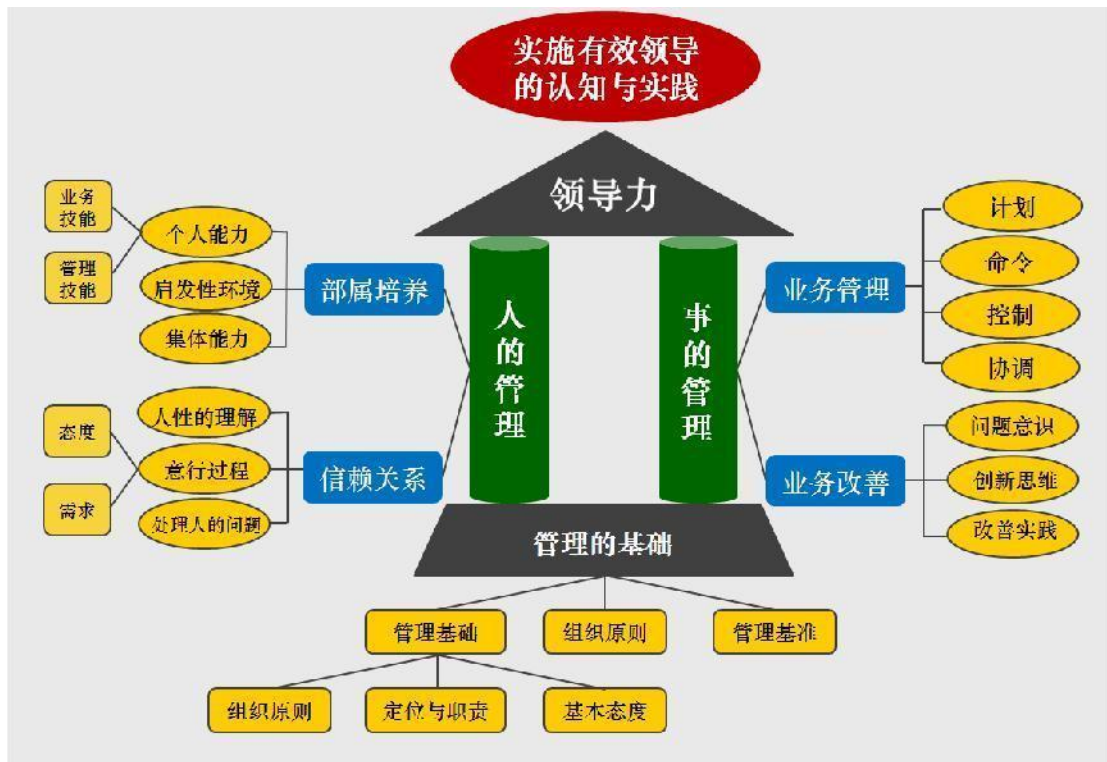 实施有效领导
的认知与实践
领导力
业务
技能
管理
技能
个人能力
启发性环境
集体能力
部属培养
态度
需求
人性的理解
意行过程
处理人的问题
信赖关系
人的管理
事的管理
业务管理
计划
命令
控制
协调
业务改善
问题意识
创新思维
改善实践
管理的基础
管理基础
组织原则
管理基准
组织原则
定位与职责
基本态度